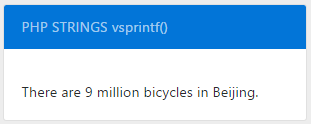 PHP STRINGS vsprintf()
There are 9 million bicycles in Beijing.